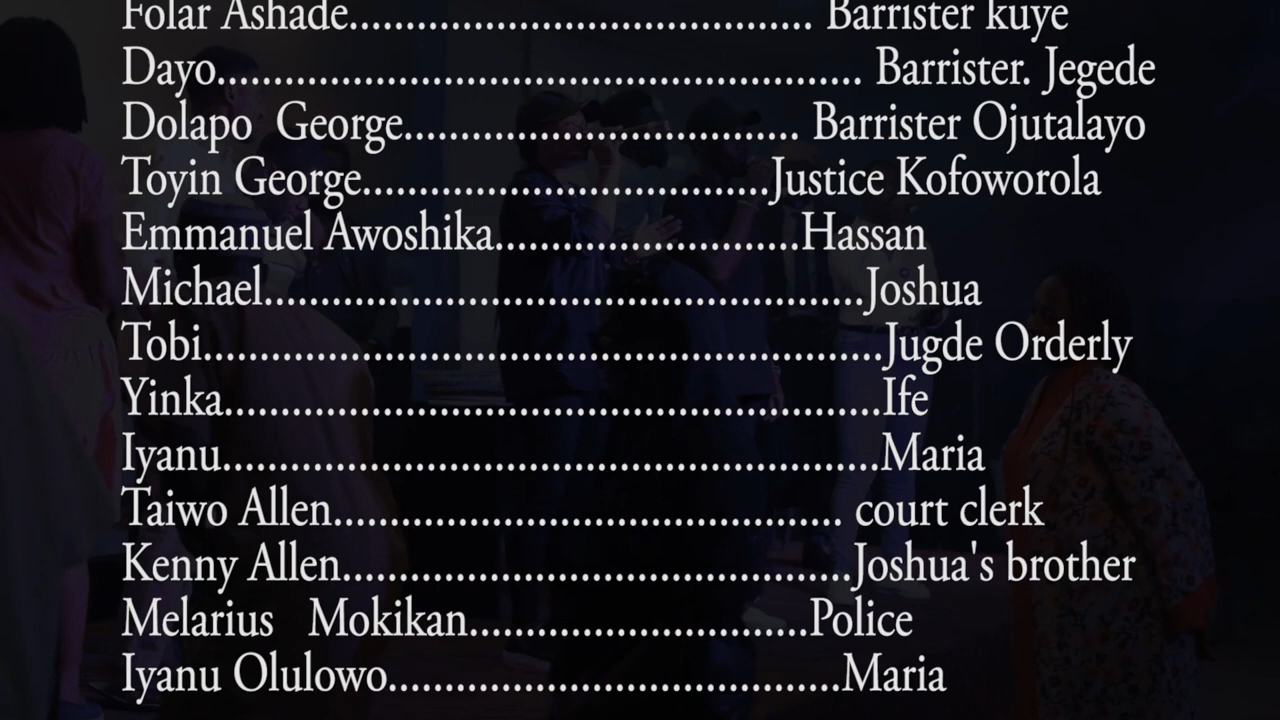 Folar Ashade......................................... Barrister kuye
Dayo......................................................... Barrister. Jegede
Dolapo  George................................... Barrister Ojutalayo
Toyin George....................................Justice Kofoworola
Emmanuel Awoshika...........................Hassan
Michael.....................................................Joshua
Tobi............................................................Jugde Orderly
Yinka..........................................................Ife
Iyanu..........................................................Maria
Taiwo Allen............................................. court clerk
Kenny Allen.............................................Joshua's brother
Melarius   Mokikan..............................Police
Iyanu Olulowo........................................Maria